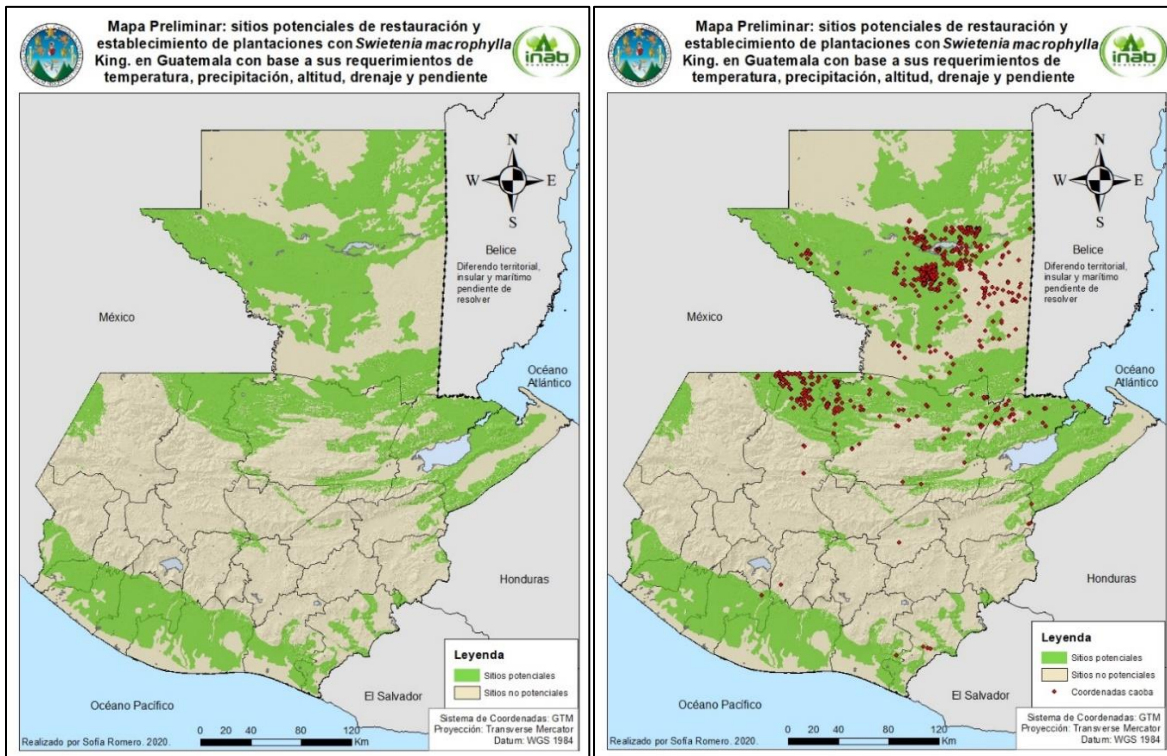 Mapa Preliminar: sitios potenciales de restauración y
establecimiento de plantaciones con Swietenia macrophylla
King. en Guatemala con base a sus requerimientos de
temperatura, precipitación, altitud, drenaje y pendiente
inab
Guatemala
N
W
E
S
Belice
Diferendo territorial,
insular y marítimo
pendiente de
resolver
México
Océano
Atlántico
Honduras
Leyenda
Sitios potenciales
Sitios no potenciales
El Salvador
Océano Pacífico
Sistema de Coordenadas: GTM
Proyección: Transverse Mercator
Datum: WGS 1984
0 20 40 80 120
Km
Realizado por Sofía Romero. 2020.
Mapa Preliminar: sitios potenciales de restauración y
establecimiento de plantaciones con Swietenia macrophylla
King. en Guatemala con base a sus requerimientos de
temperatura, precipitación, altitud, drenaje y pendiente
inab
Guatemala
N
W
E
S
Belice
Diferendo territorial,
insular y marítimo
pendiente de
resolver
México
Océano
Atlántico
Honduras
Leyenda
Sitios potenciales
Sitios no potenciales
Coordenadas caoba
El Salvador
Océano Pacífico
Sistema de Coordenadas: GTM
Proyección: Transverse Mercator
Datum: WGS 1984
0 20 40 80 120
Km
Realizado por Sofía Romero. 2020.